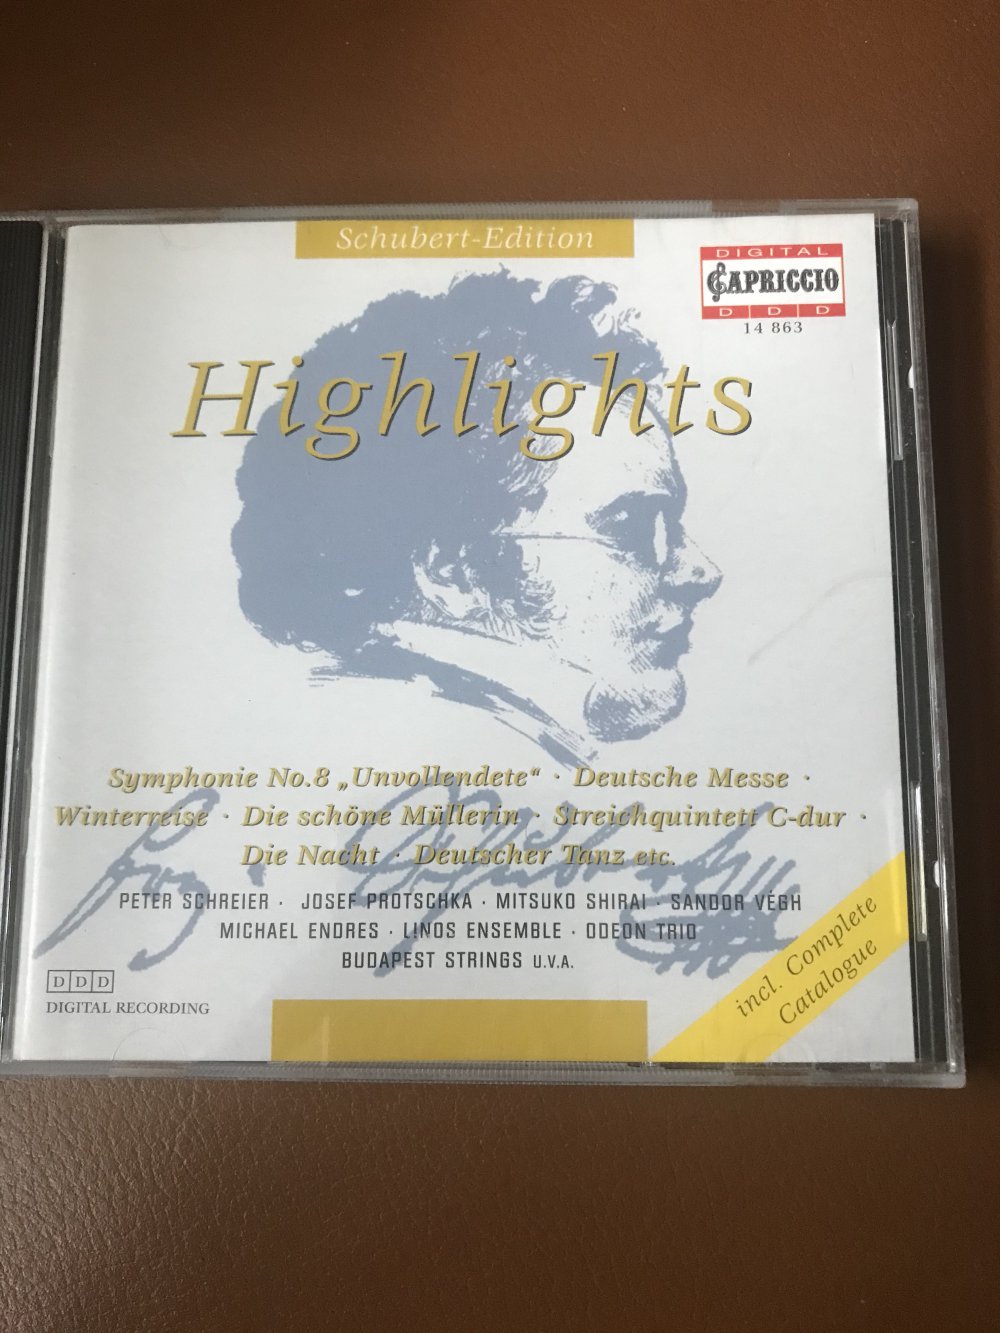 Schubert-Edition
DIGITAL
CAPRICCIO
D D D
14 863
Highlights
Symphonie No.8 „Unvollendete“ · Deutsche Messe ·
Winterreise · Die schöne Müllerin · Streichquintett C-dur ·
Die Nacht · Deutscher Tanz etc.
PETER SCHREIER · JOSEF PROTSCHKA · MITSUKO SHIRAI · SANDOR VÉGH
MICHAEL ENDRES · LINOS ENSEMBLE · ODEON TRIO
BUDAPEST STRINGS U.V.A.
DDD
DIGITAL RECORDING
incl. Complete
Catalogue